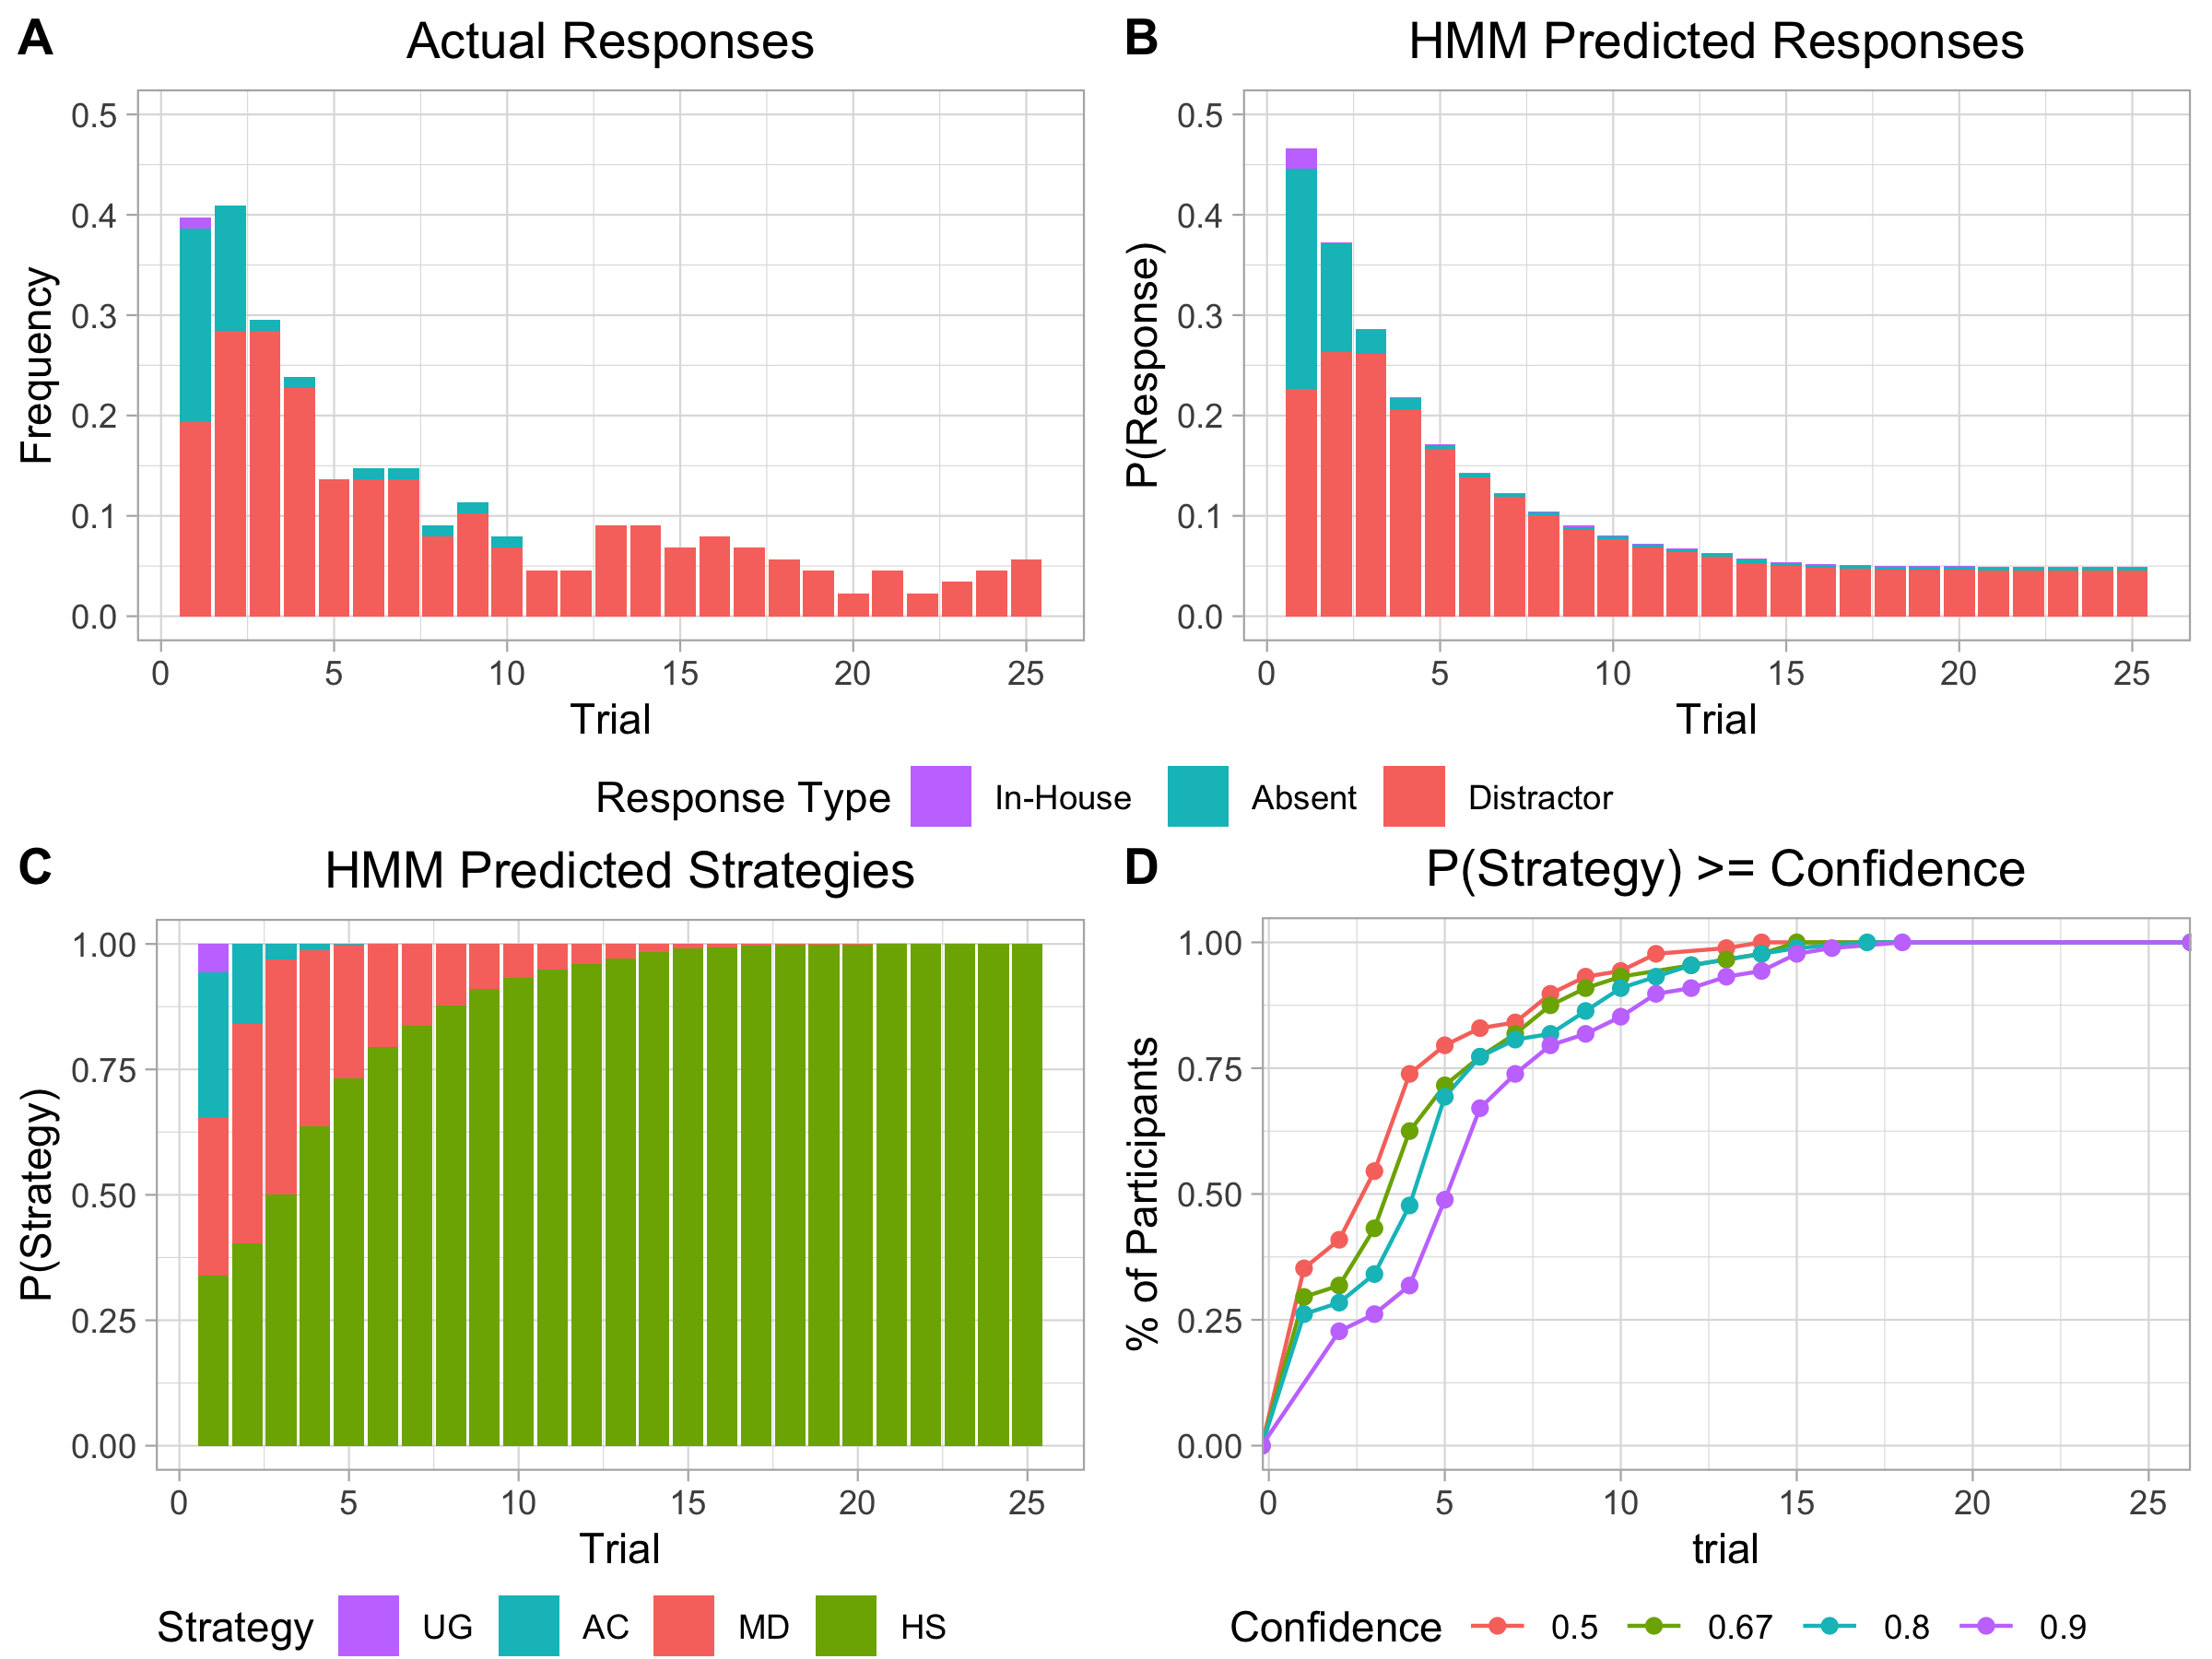 A
Actual Responses
0.5
0.4
0.3
0.2
0.1
0.0
Frequency
0 5 10 15 20 25
Trial
B
HMM Predicted Responses
0.5
0.4
0.3
0.2
0.1
0.0
P(Response)
0 5 10 15 20 25
Trial
Response Type In-House Absent Distractor
C
HMM Predicted Strategies
1.00
0.75
0.50
0.25
0.00
P(Strategy)
0 5 10 15 20 25
Trial
Strategy UG AC MD HS
D
P(Strategy) >= Confidence
1.00
0.75
0.50
0.25
0.00
% of Participants
0 5 10 15 20 25
trial
Confidence 0.5 0.67 0.8 0.9